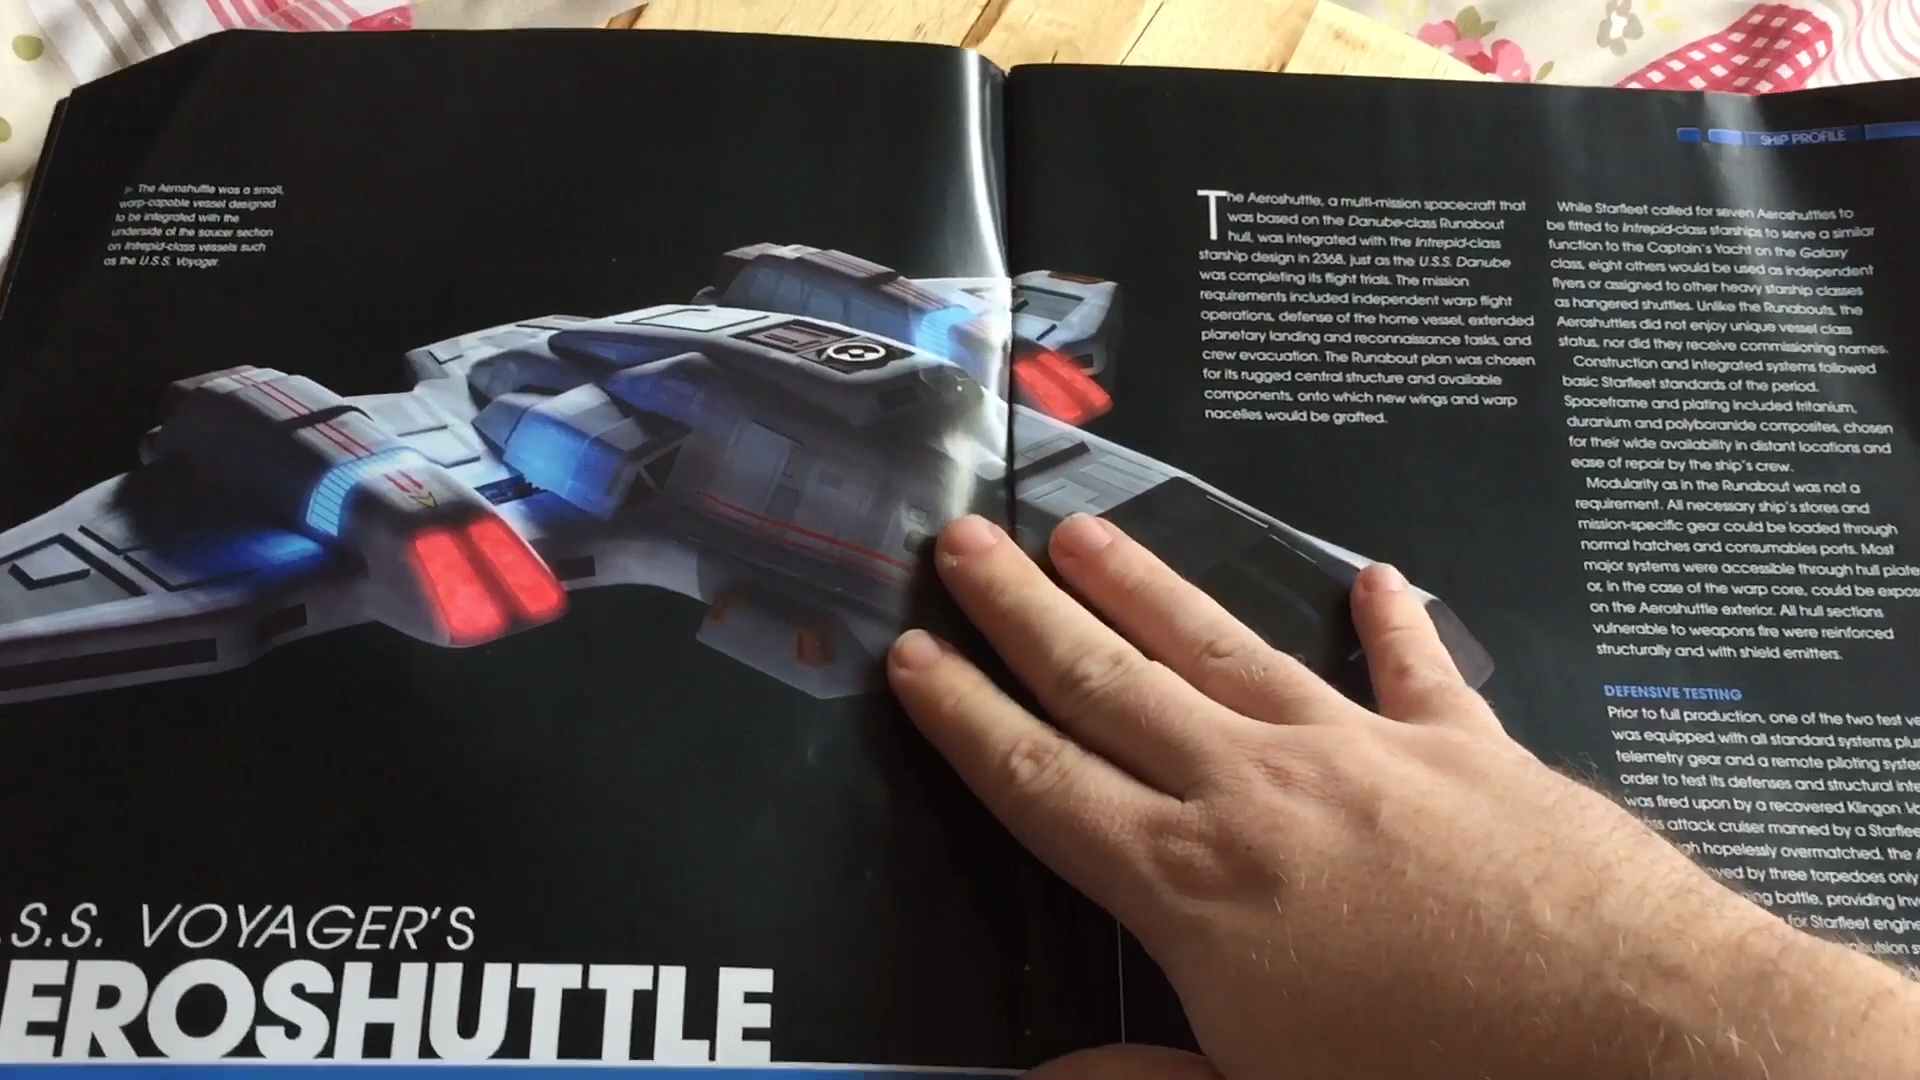 The Aeroshuttle was a small,
warp-capable vessel designed
to be integrated with the
underside of the saucer section
on Intrepid-class vessels such
as the U.S.S. Voyager.
.S.S. VOYAGER'S
EROSHUTTLE
SHIP PROFILE
The Aeroshuttle, a multi-mission spacecraft that
was based on the Danube-class Runabout
hull, was integrated with the Intrepid-class
starship design in 2368, just as the U.S.S. Danube
was completing its flight trials. The mission
requirements included independent warp flight
operations, defense of the home vessel, extended
planetary landing and reconnaissance tasks, and
crew evacuation. The Runabout plan was chosen
for its rugged central structure and available
components, onto which new wings and warp
nacelles would be grafted.
While Starfleet called for seven Aeroshuttles to
be fitted to Intrepid-class starships to serve a similar
function to the Captain's Yacht on the Galaxy
class, eight others would be used as independent
flyers or assigned to other heavy starship classes
as hangered shuttles. Unlike the Runabouts, the
Aeroshuttles did not enjoy unique vessel class
status, nor did they receive commissioning names.
Construction and integrated systems followed
basic Starfleet standards of the period.
Spaceframe and plating included tritanium,
duranium and polyboranide composites, chosen
for their wide availability in distant locations and
ease of repair by the ship's crew.
Modularity as in the Runabout was not a
requirement. All necessary ship's stores and
mission-specific gear could be loaded through
normal hatches and consumables ports. Most
major systems were accessible through hull plate
or, in the case of the warp core, could be expos
on the Aeroshuttle exterior. All hull sections
vulnerable to weapons fire were reinforced
structurally and with shield emitters.
DEFENSIVE TESTING
Prior to full production, one of the two test ve
was equipped with all standard systems plus
telemetry gear and a remote piloting syste
order to test its defenses and structural inte
was fired upon by a recovered Klingon Vo
ss attack cruiser manned by a Starflee
gh hopelessly overmatched, the
oyed by three torpedoes only
ng battle, providing inv
for Starfleet engine